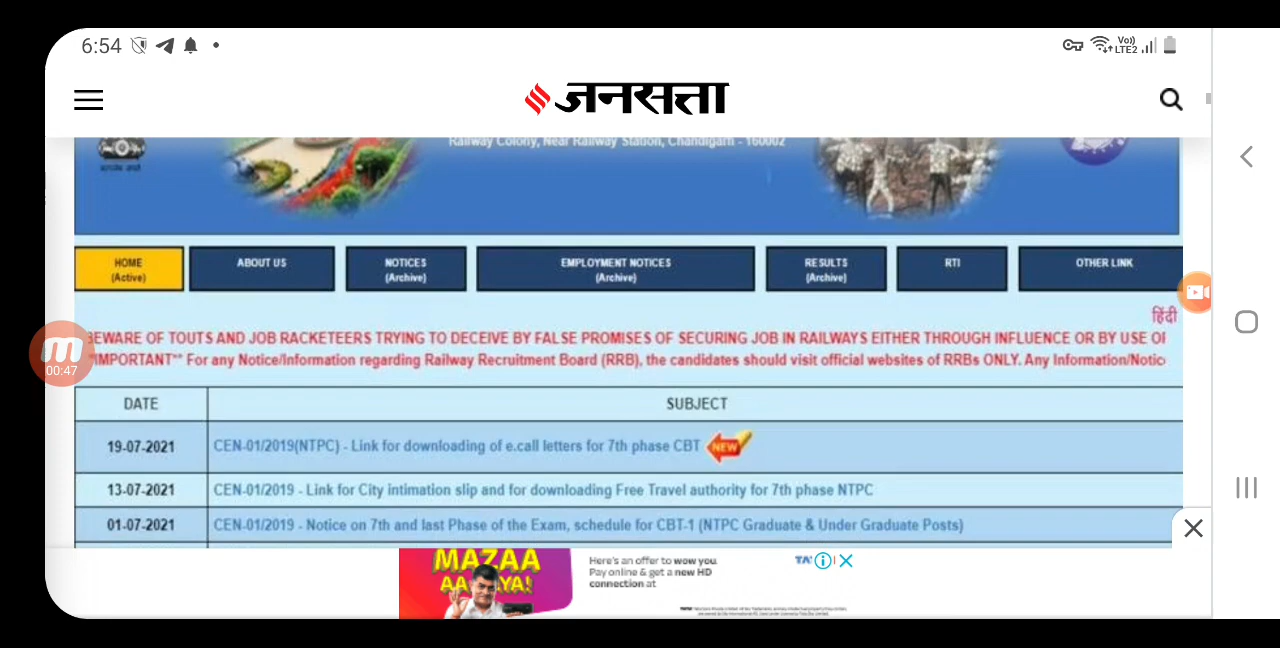 6:54
Vo))
LTE2
जनसत्ता
Railway Colony, Near Railway Station, Chandigarh - 160002
HOME
(Active)
ABOUT US
NOTICES
(Archive)
EMPLOYMENT NOTICES
(Archive)
RESULTS
(Archive)
RTI
OTHER LINK
हिंदी
BEWARE OF TOUTS AND JOB RACKETEERS TRYING TO DECEIVE BY FALSE PROMISES OF SECURING JOB IN RAILWAYS EITHER THROUGH INFLUENCE OR BY USE OF
*IMPORTANT** For any Notice/Information regarding Railway Recruitment Board (RRB), the candidates should visit official websites of RRBs ONLY. Any Information/Notic
00:47
DATE SUBJECT
19-07-2021 CEN-01/2019(NTPC) - Link for downloading of e.call letters for 7th phase CBT NEW
13-07-2021 CEN-01/2019 - Link for City intimation slip and for downloading Free Travel authority for 7th phase NTPC
01-07-2021 CEN-01/2019 - Notice on 7th and last Phase of the Exam, schedule for CBT-1 (NTPC Graduate & Under Graduate Posts)
MAZAA
Here's an offer to wow you.
Pay online & get a new HD
connection at